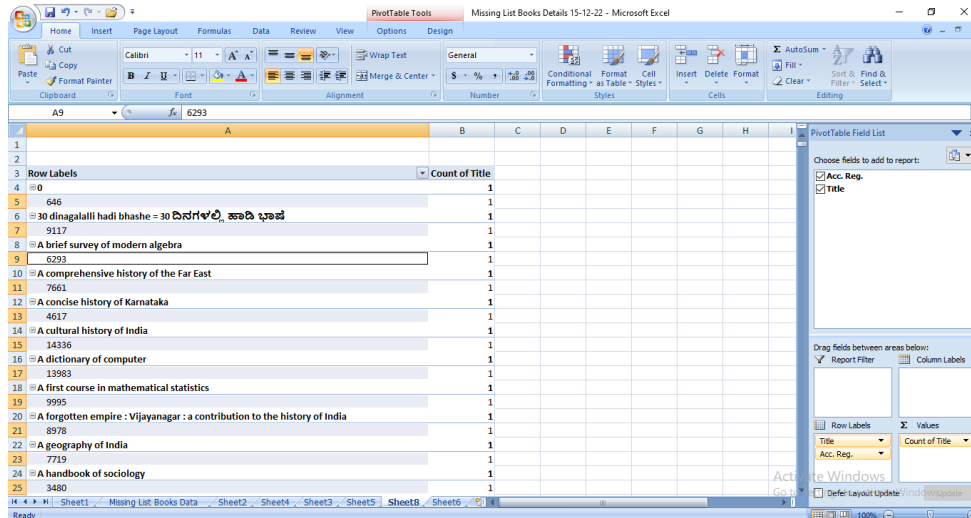 PivotTable Tools
Missing List Books Details 15-12-22 - Microsoft Excel
Home Insert Page Layout Formulas Data Review View Options Design
Paste
Cut
Copy
Format Painter
Clipboard
Calibri 11
B I U
Font
Wrap Text
Merge & Center
Alignment
General
$ % ,
Number
Conditional Formatting
Format as Table
Cell Styles
Styles
Insert Delete Format
Cells
AutoSum
Fill
Clear
Sort & Filter
Find & Select
Editing
A9 fx 6293
A B C D E F G H I
1
2
3 Row Labels Count of Title
4 0 1
5 646 1
6 30 dinagalalli hadi bhashe = 30 ದಿನಗಳಲ್ಲಿ ಹಾಡಿ ಭಾಷೆ 1
7 9117 1
8 A brief survey of modern algebra 1
9 6293 1
10 A comprehensive history of the Far East 1
11 7661 1
12 A concise history of Karnataka 1
13 4617 1
14 A cultural history of India 1
15 14336 1
16 A dictionary of computer 1
17 13983 1
18 A first course in mathematical statistics 1
19 9995 1
20 A forgotten empire : Vijayanagar : a contribution to the history of India 1
21 8978 1
22 A geography of India 1
23 7719 1
24 A handbook of sociology 1
25 3480 1
PivotTable Field List
Choose fields to add to report:
Acc. Reg.
Title
Drag fields between areas below:
Report Filter Column Labels
Row Labels Σ Values
Title Count of Title
Acc. Reg.
Activate Windows
Defer Layout Update Update
Sheet1 Missing List Books Data Sheet2 Sheet4 Sheet3 Sheet5 Sheet8 Sheet6
Ready 100%